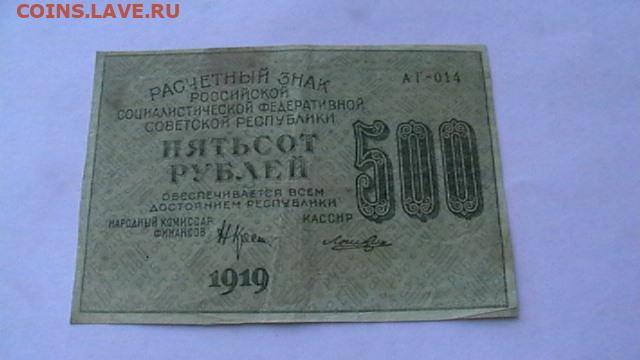 COINS.LAVE.RU
АГ-014
РАСЧЕТНЫЙ ЗНАК
РОССИЙСКОЙ
СОЦИАЛИСТИЧЕСКОЙ ФЕДЕРАТИВНОЙ
СОВЕТСКОЙ РЕСПУБЛИКИ
ПЯТЬСОТ
РУБЛЕЙ
500
ОБЕСПЕЧИВАЕТСЯ ВСЕМ
ДОСТОЯНИЕМ РЕСПУБЛИКИ
НАРОДНЫЙ КОМИССАР
ФИНАНСОВ
КАССИР
1919